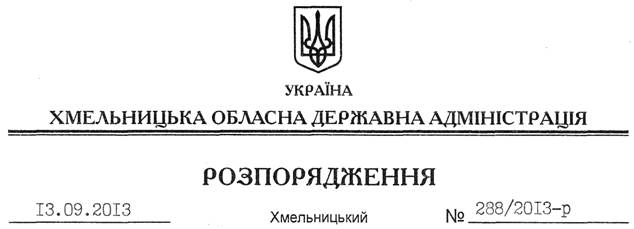 УКРАЇНА
ХМЕЛЬНИЦЬКА ОБЛАСНА ДЕРЖАВНА АДМІНІСТРАЦІЯ
РОЗПОРЯДЖЕННЯ
13.09.2013 Хмельницький № 288/2013-р